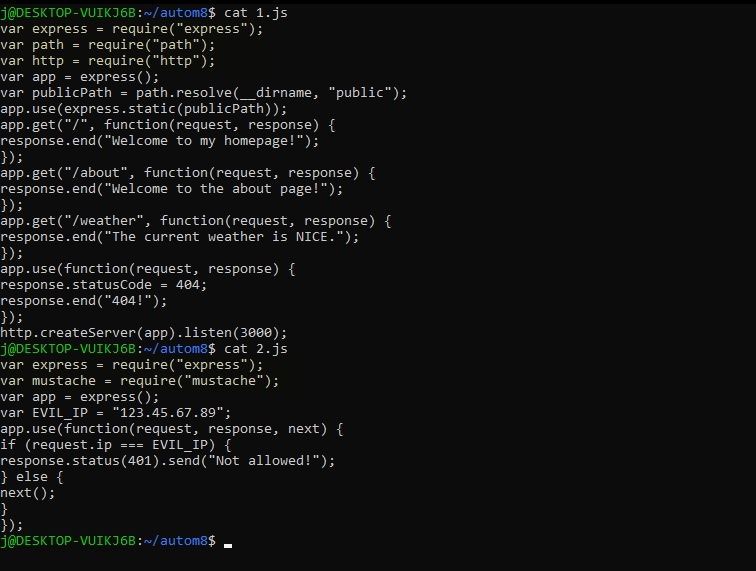 j@DESKTOP-VUIKJ6B:~/autom8$ cat 1.js
var express = require("express");
var path = require("path");
var http = require("http");
var app = express();
var publicPath = path.resolve(__dirname, "public");
app.use(express.static(publicPath));
app.get("/", function(request, response) {
response.end("Welcome to my homepage!");
});
app.get("/about", function(request, response) {
response.end("Welcome to the about page!");
});
app.get("/weather", function(request, response) {
response.end("The current weather is NICE.");
});
app.use(function(request, response) {
response.statusCode = 404;
response.end("404!");
});
http.createServer(app).listen(3000);
j@DESKTOP-VUIKJ6B:~/autom8$ cat 2.js
var express = require("express");
var mustache = require("mustache");
var app = express();
var EVIL_IP = "123.45.67.89";
app.use(function(request, response, next) {
if (request.ip === EVIL_IP) {
response.status(401).send("Not allowed!");
} else {
next();
}
});
j@DESKTOP-VUIKJ6B:~/autom8$